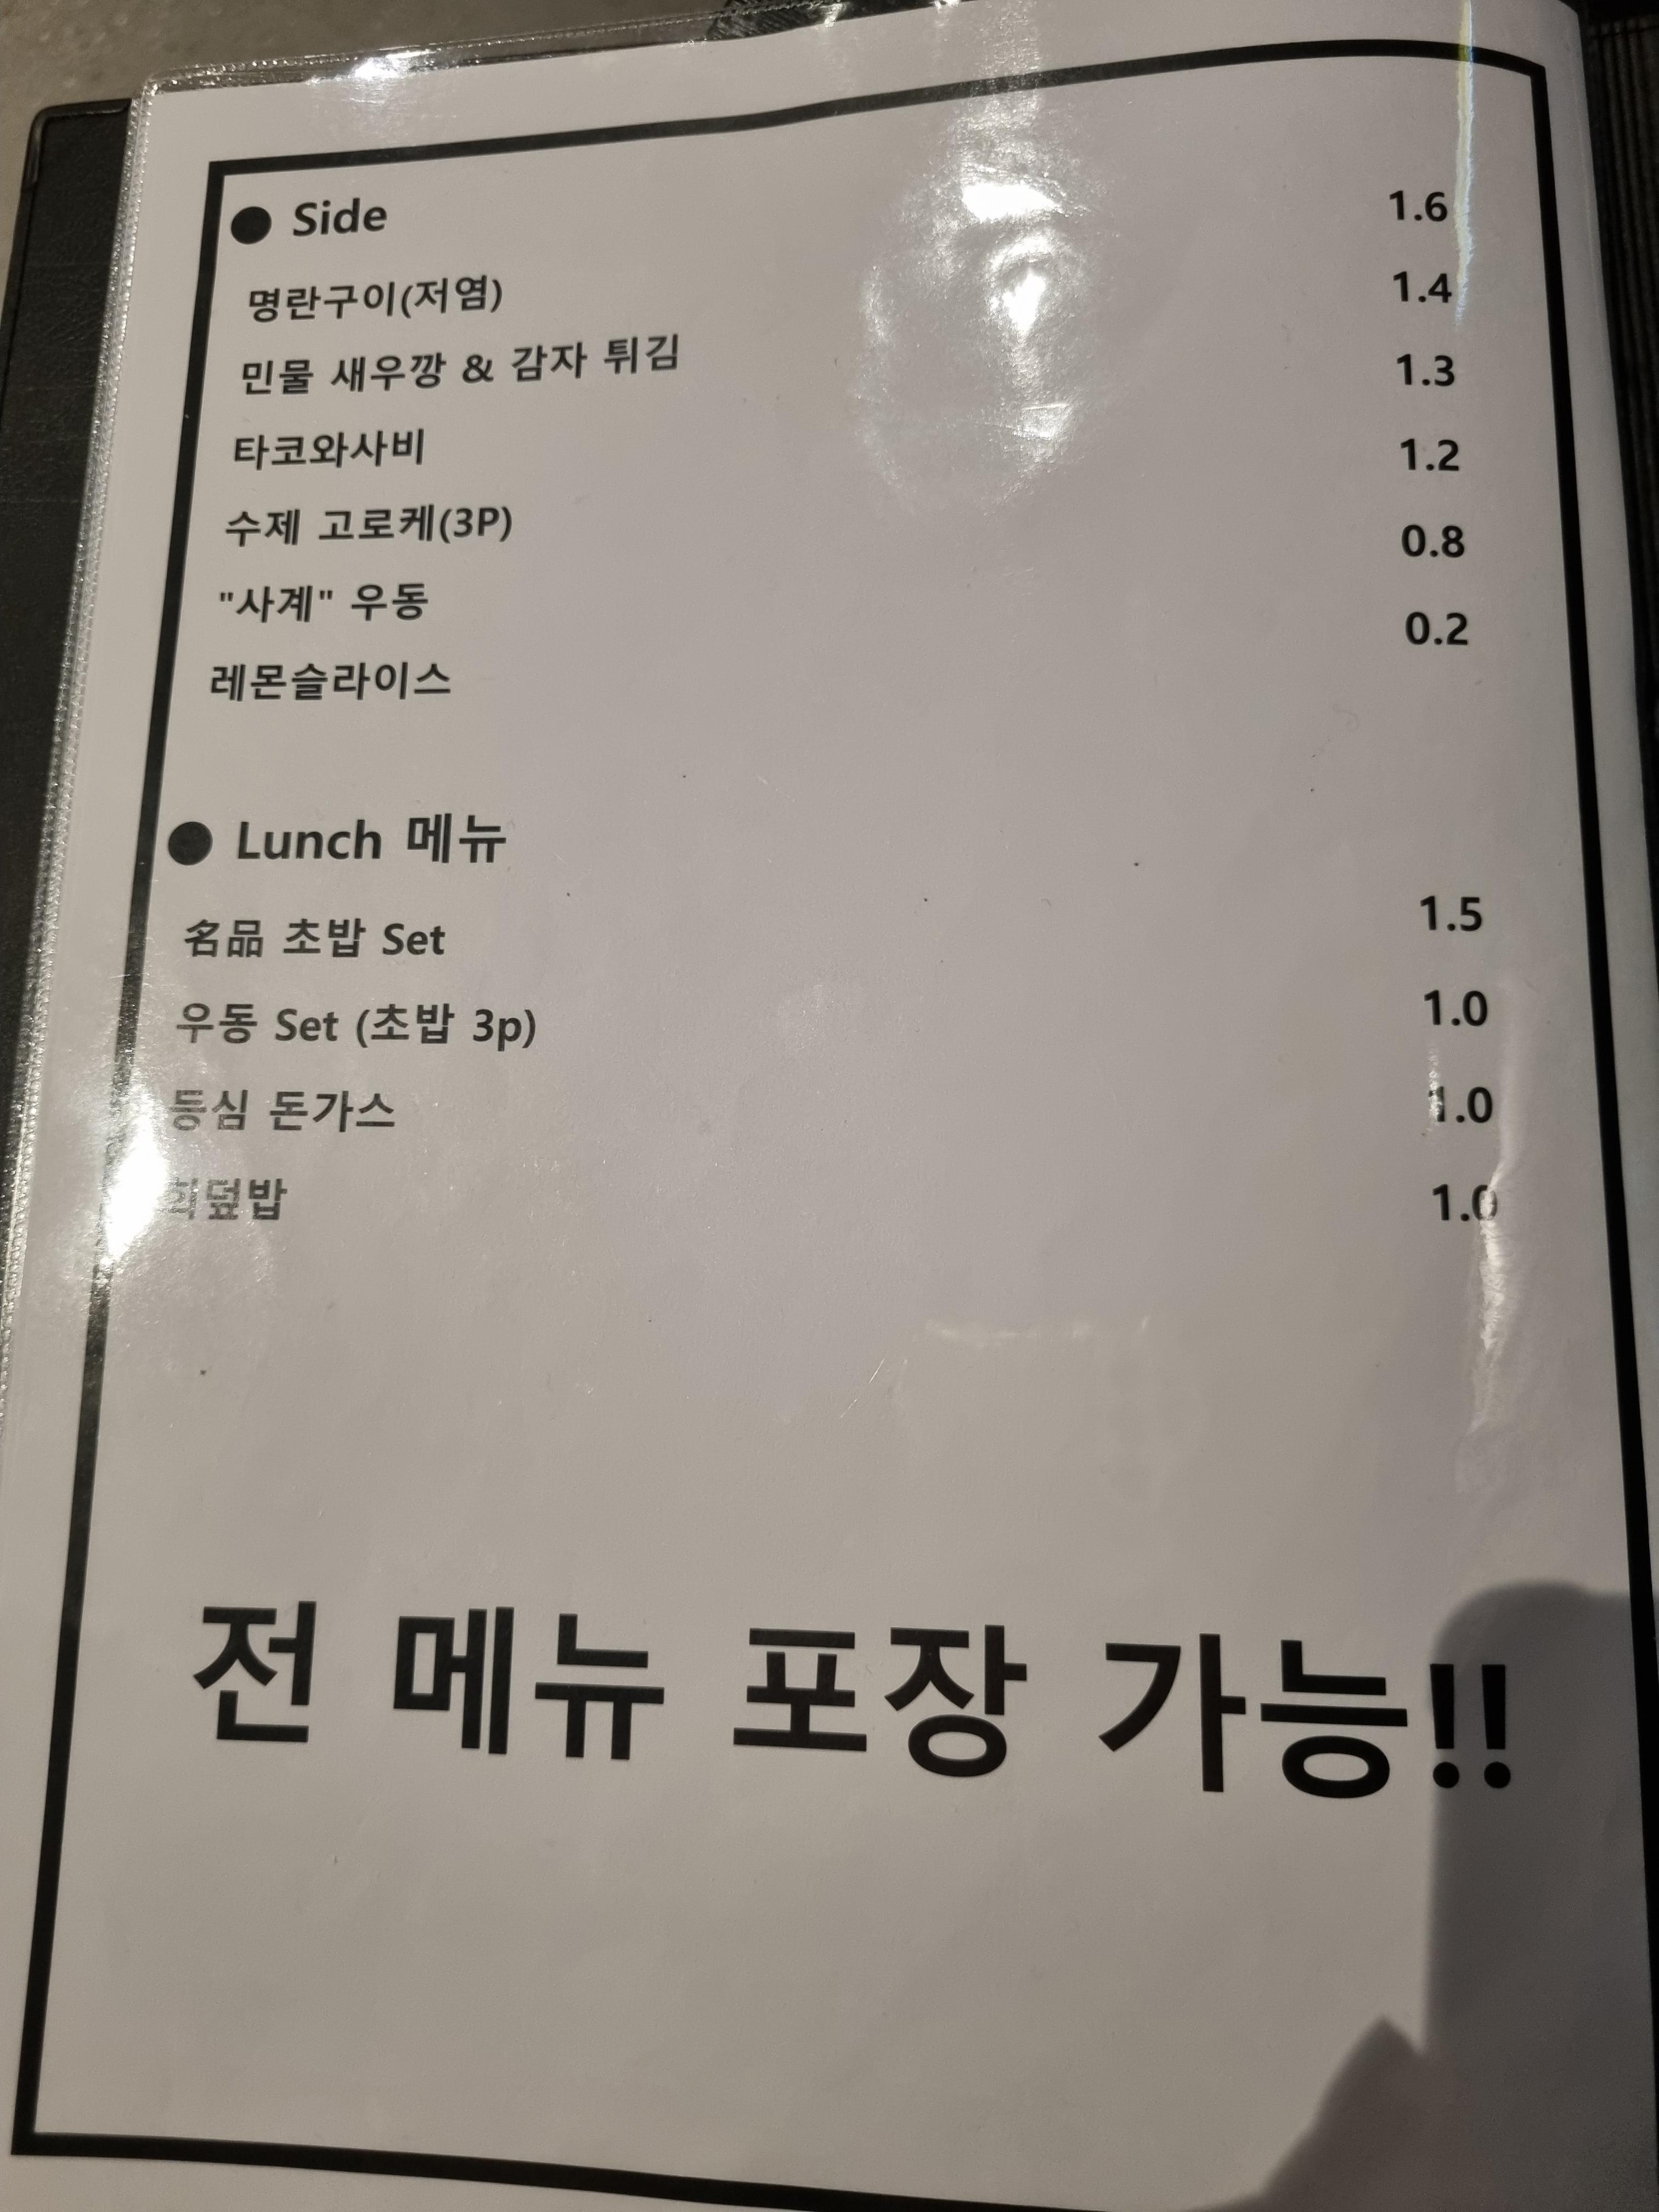 ● Side
명란구이(저염) 1.6
민물 새우깡 & 감자 튀김 1.4
타코와사비 1.3
수제 고로케(3P) 1.2
"사계" 우동 0.8
레몬슬라이스 0.2
● Lunch 메뉴
名品 초밥 Set 1.5
우동 Set (초밥 3p) 1.0
등심 돈가스 1.0
회덮밥 1.0
전 메뉴 포장 가능!!